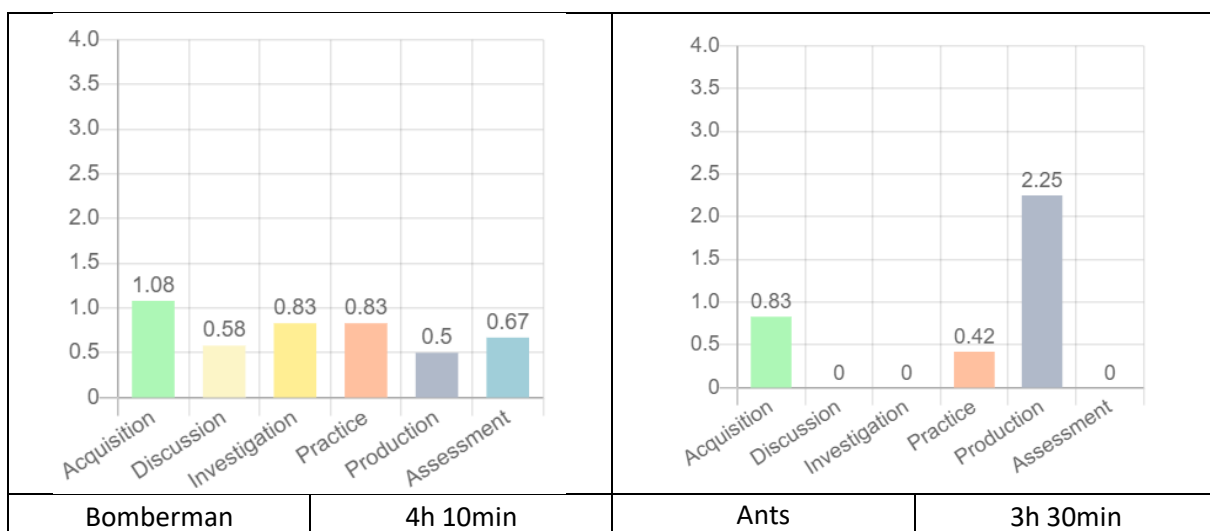 4.0
3.5
3.0
2.5
2.0
1.5
1.0
0.5
0
1.08
0.58
0.83
0.83
0.5
0.67
Acquisition
Discussion
Investigation
Practice
Production
Assessment
4.0
3.5
3.0
2.5
2.0
1.5
1.0
0.5
0
0.83
0
0
0.42
2.25
0
Acquisition
Discussion
Investigation
Practice
Production
Assessment
Bomberman 4h 10min Ants 3h 30min